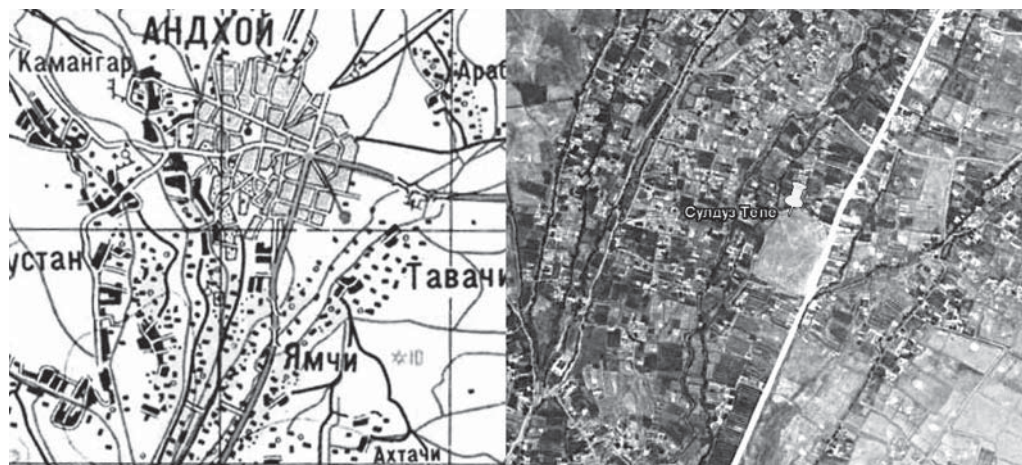 АНДХОЙ
Камангар
Араб
устан
Тавачи
Ямчи
10
Ахтачи
Сулдуз Тепе